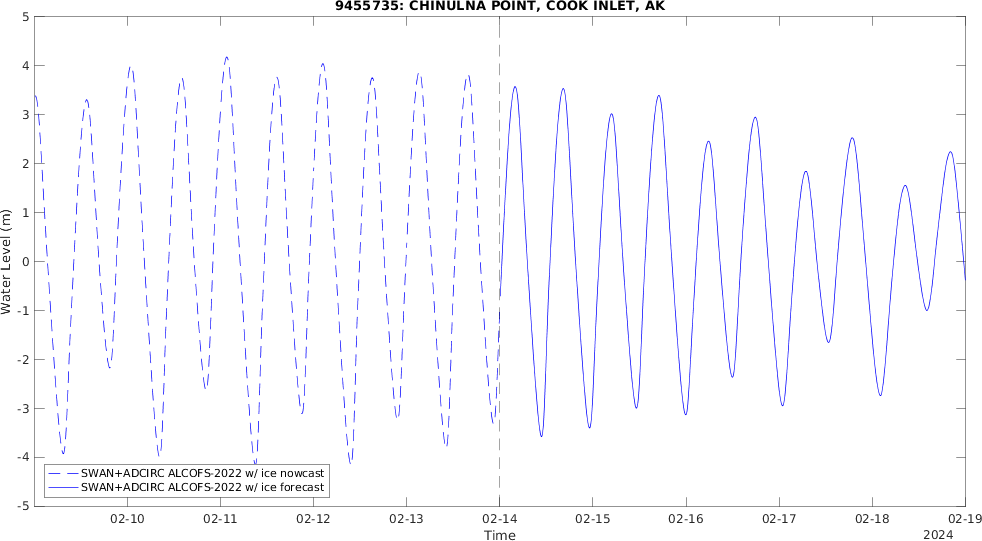 9455735: CHINULNA POINT, COOK INLET, AK
Water Level (m)
5
4
3
2
1
0
-1
-2
-3
-4
-5
SWAN+ADCIRC ALCOFS-2022 w/ ice nowcast
SWAN+ADCIRC ALCOFS-2022 w/ ice forecast
02-10 02-11 02-12 02-13 02-14 02-15 02-16 02-17 02-18 02-19
Time
2024